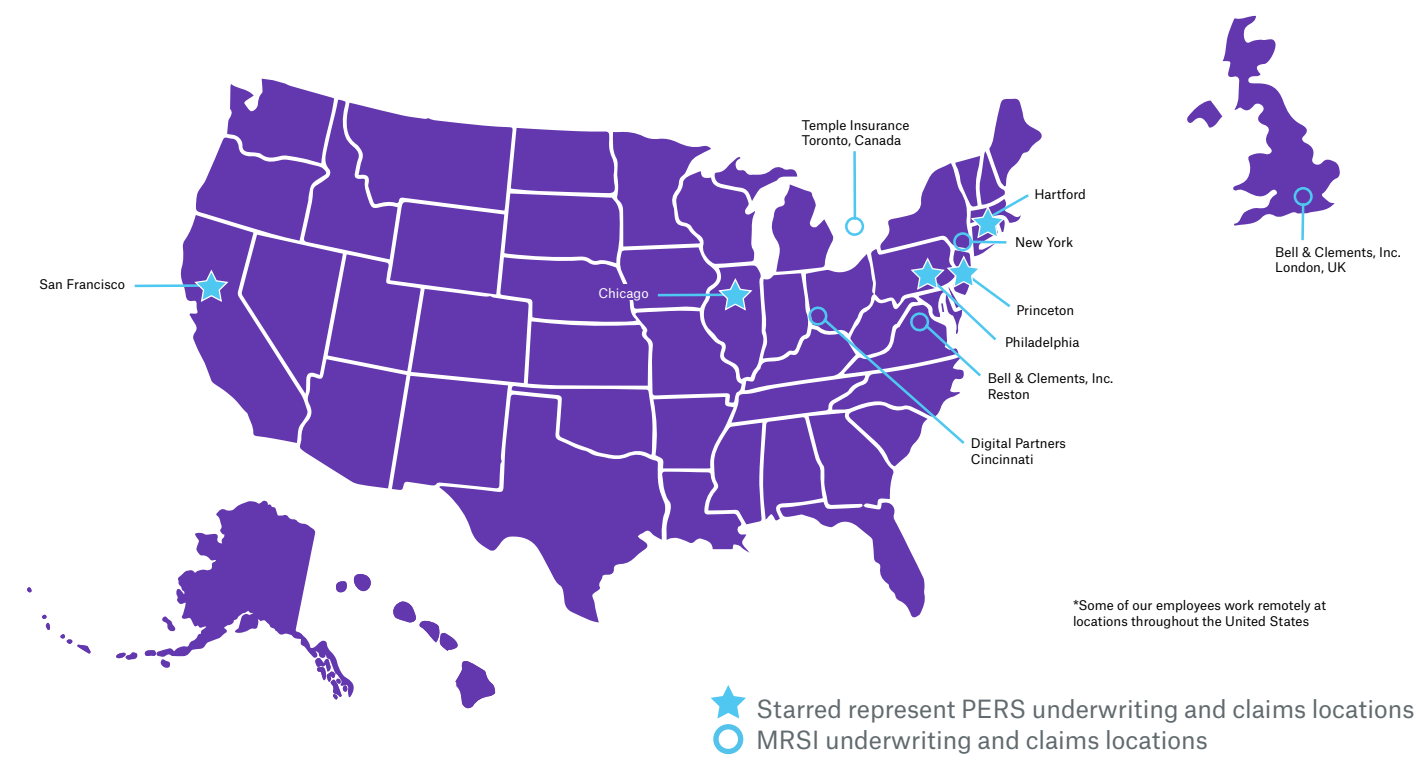 Temple Insurance
Toronto, Canada
Hartford
New York
Bell & Clements, Inc.
London, UK
San Francisco
Chicago
Princeton
Philadelphia
Bell & Clements, Inc.
Reston
Digital Partners
Cincinnati
*Some of our employees work remotely at
locations throughout the United States
Starred represent PERS underwriting and claims locations
MRSI underwriting and claims locations